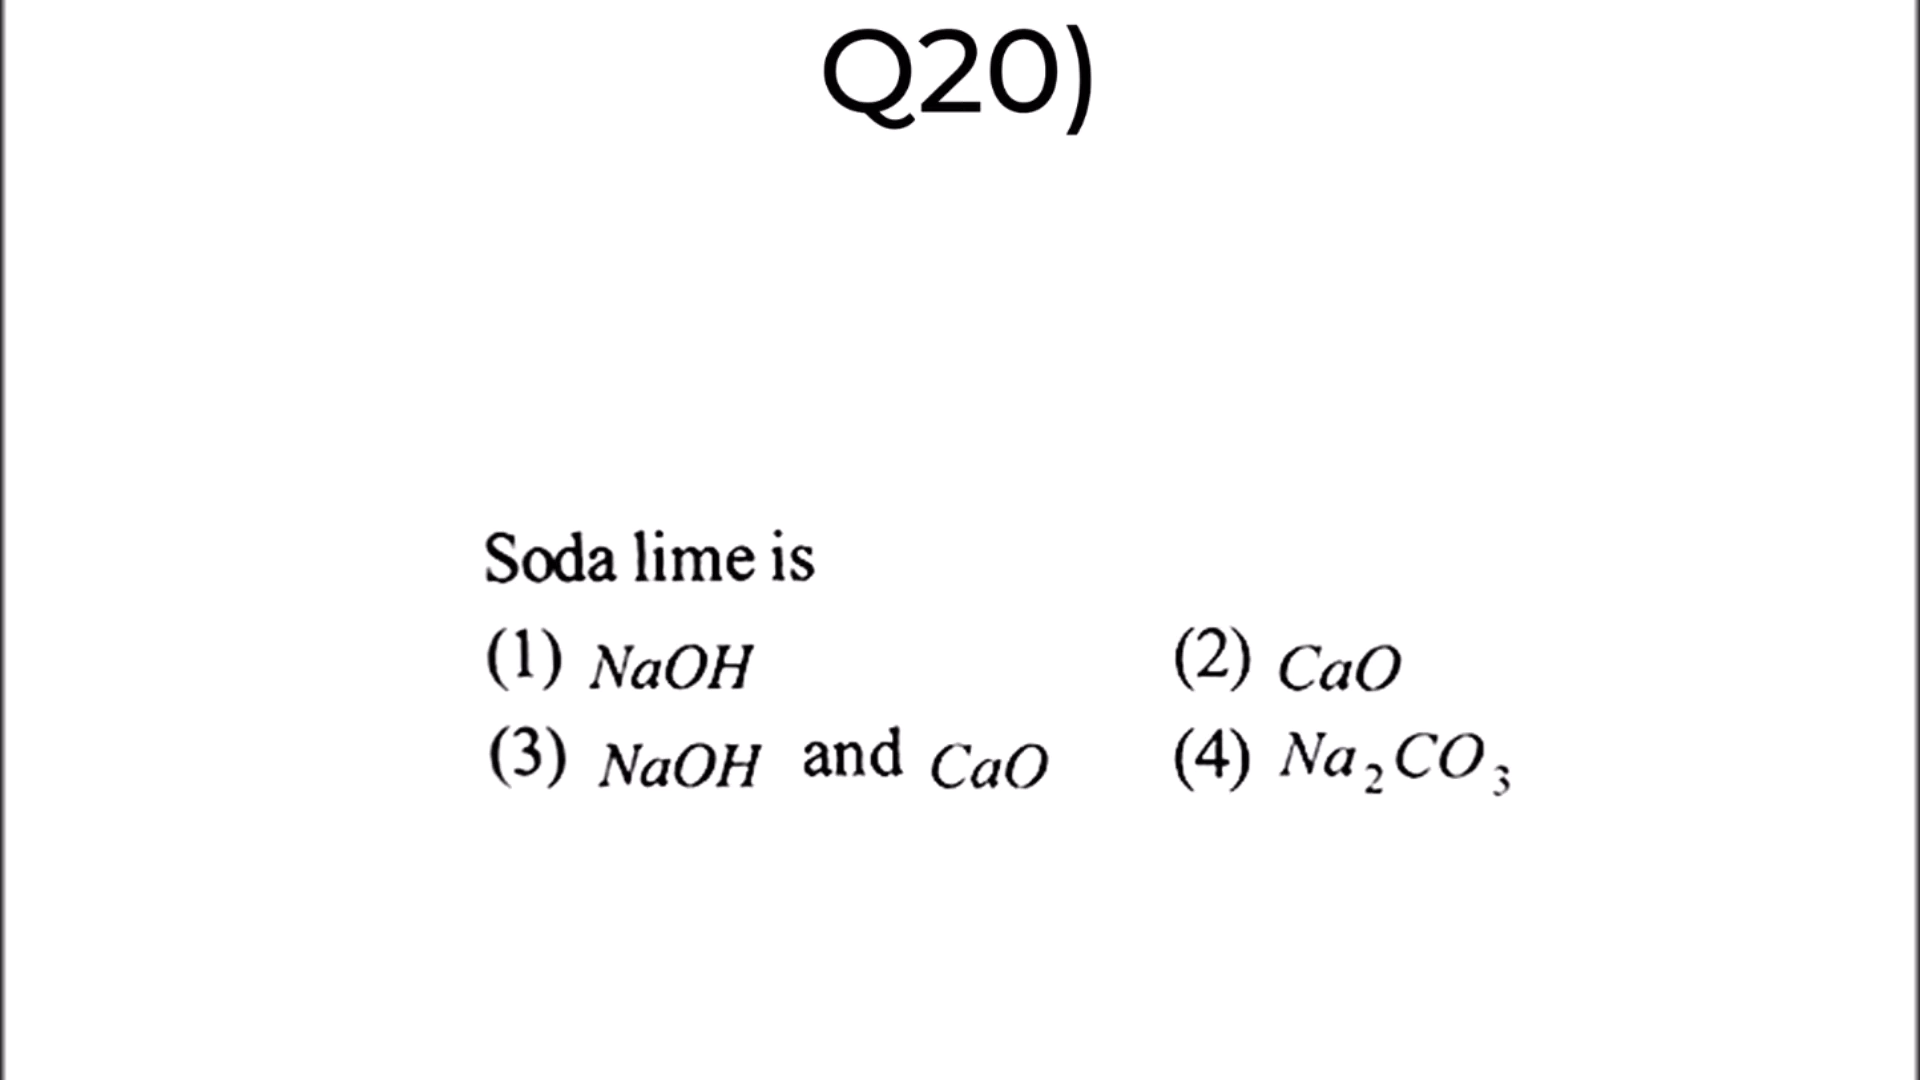 Q20)
Soda lime is
(1) NaOH (2) CaO
(3) NaOH and CaO (4) Na₂CO₃